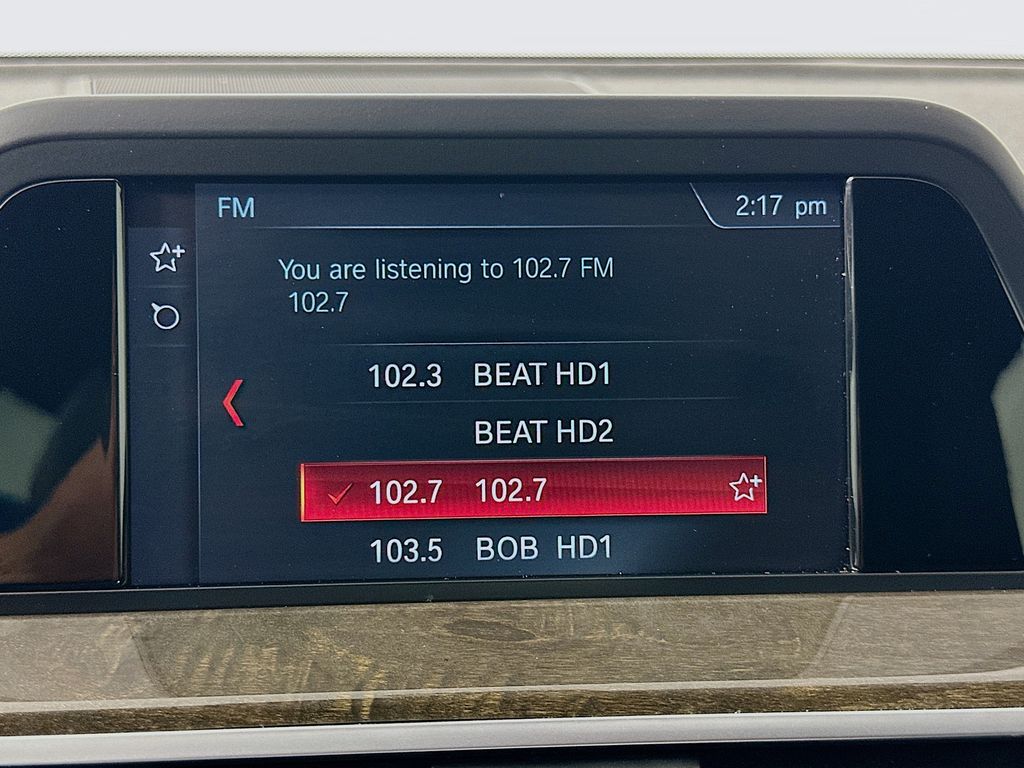 FM 2:17 pm
You are listening to 102.7 FM
102.7
102.3 BEAT HD1
BEAT HD2
102.7 102.7
103.5 BOB HD1